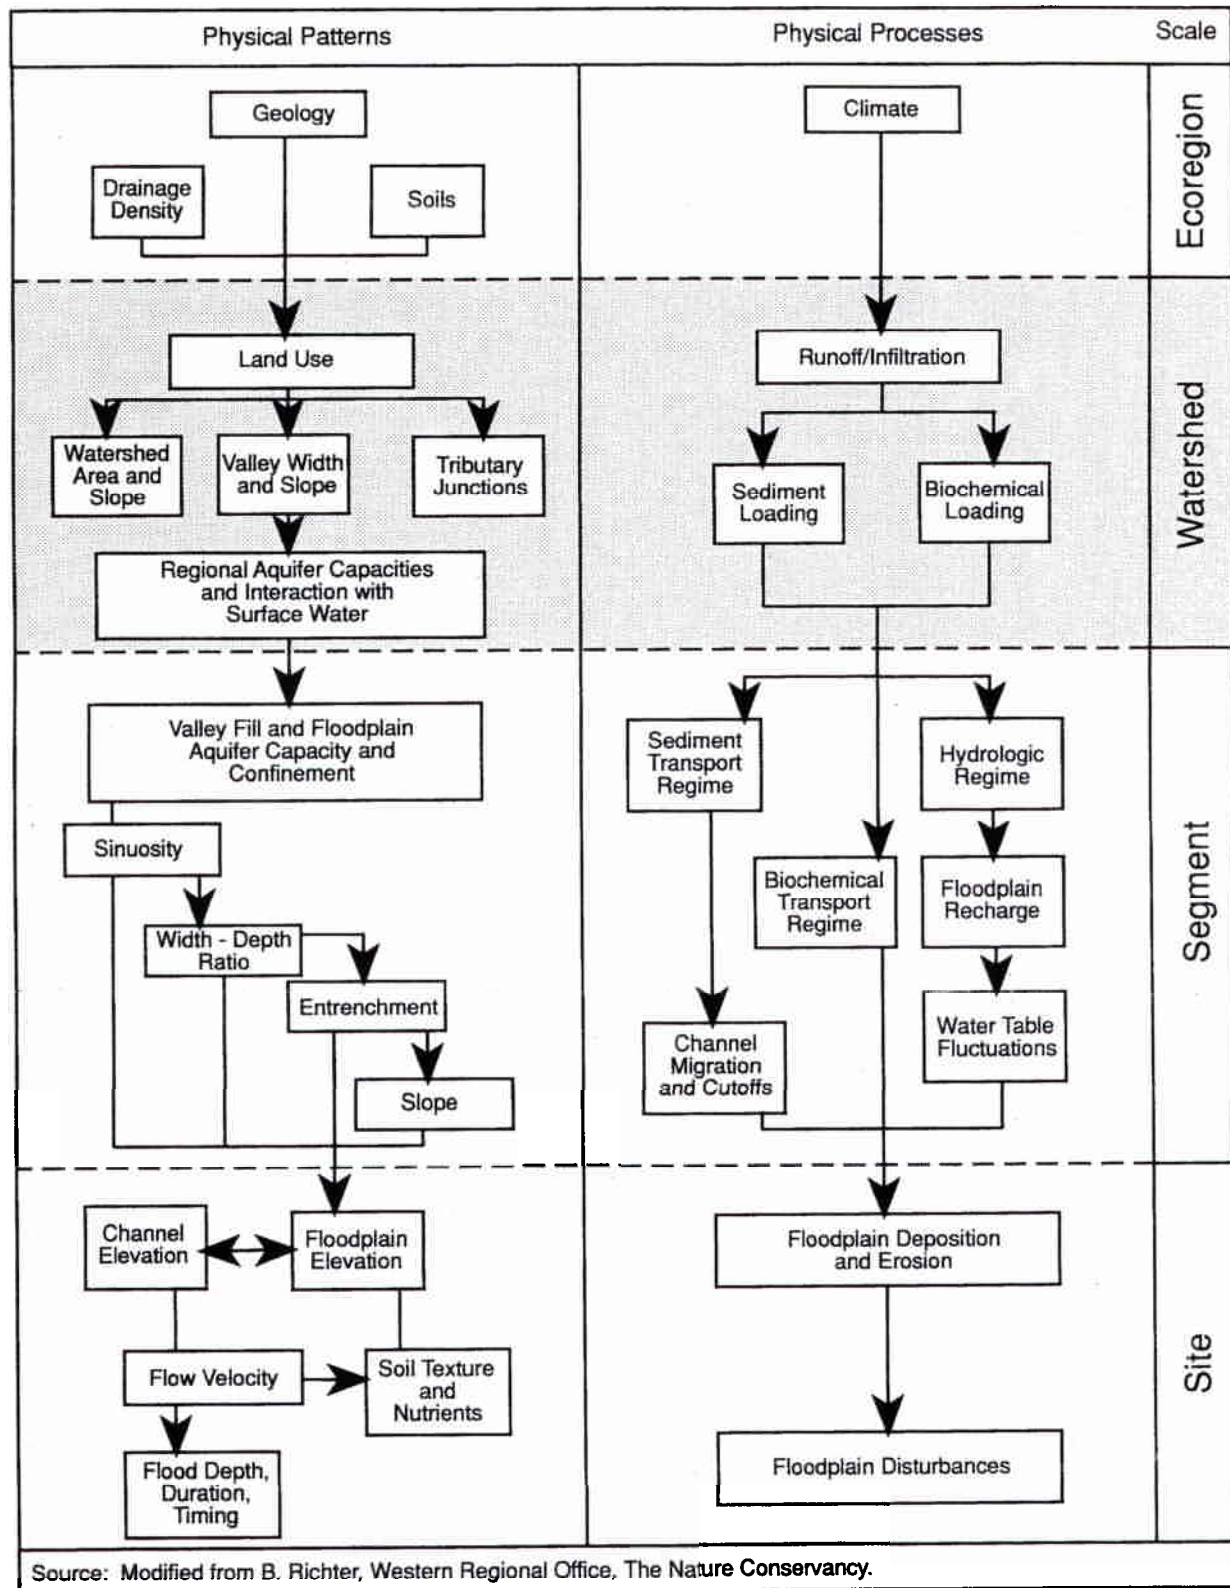 Physical Patterns
Physical Processes
Scale
Geology
Climate
Drainage
Density
Soils
Ecoregion
Land Use
Runoff/Infiltration
Watershed
Area and
Slope
Valley Width
and Slope
Tributary
Junctions
Sediment
Loading
Biochemical
Loading
Watershed
Regional Aquifer Capacities
and Interaction with
Surface Water
Valley Fill and Floodplain
Aquifer Capacity and
Confinement
Sediment
Transport
Regime
Hydrologic
Regime
Sinuosity
Biochemical
Transport
Regime
Floodplain
Recharge
Segment
Width - Depth
Ratio
Entrenchment
Channel
Migration
and Cutoffs
Water Table
Fluctuations
Slope
Channel
Elevation
Floodplain
Elevation
Floodplain Deposition
and Erosion
Flow Velocity
Soil Texture
and
Nutrients
Site
Flood Depth,
Duration,
Timing
Floodplain Disturbances
Source: Modified from B. Richter, Western Regional Office, The Nature Conservancy.